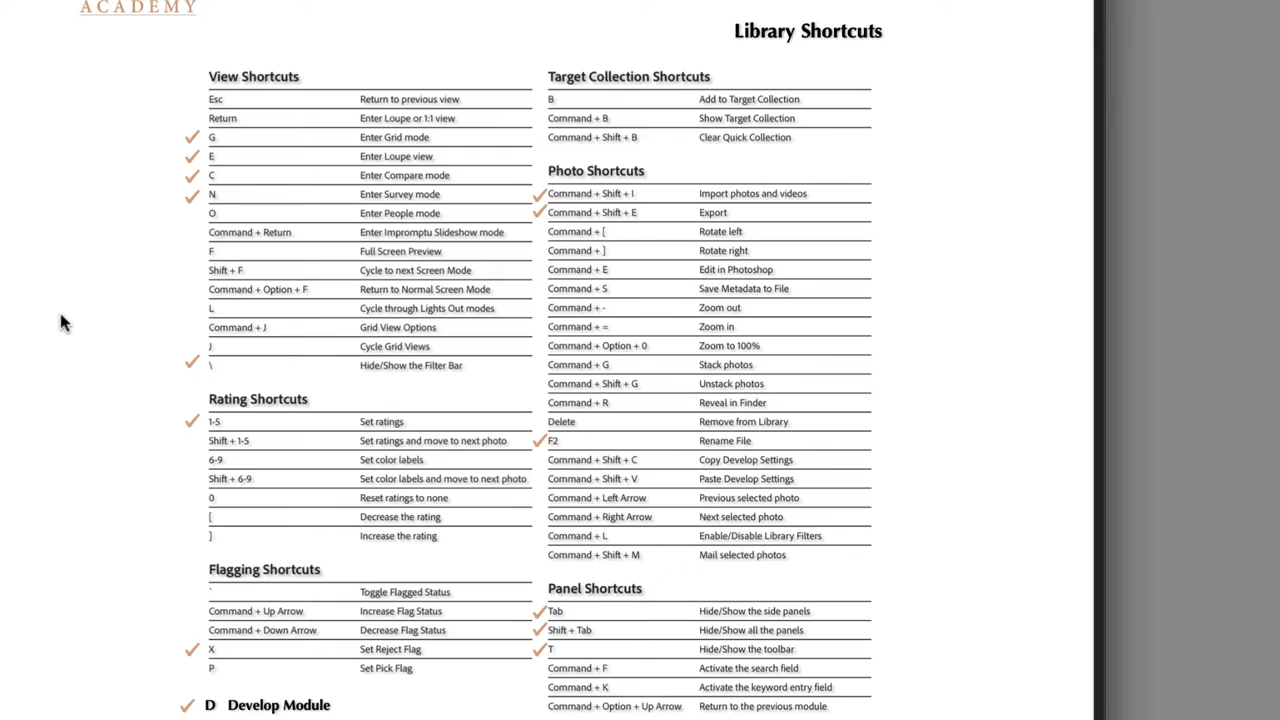 ACADEMY
Library Shortcuts
View Shortcuts
Esc Return to previous view
Return Enter Loupe or 1:1 view
G Enter Grid mode
E Enter Loupe view
C Enter Compare mode
N Enter Survey mode
O Enter People mode
Command + Return Enter Impromptu Slideshow mode
F Full Screen Preview
Shift + F Cycle to next Screen Mode
Command + Option + F Return to Normal Screen Mode
L Cycle through Lights Out modes
Command + J Grid View Options
J Cycle Grid Views
\ Hide/Show the Filter Bar
Rating Shortcuts
1-5 Set ratings
Shift + 1-5 Set ratings and move to next photo
6-9 Set color labels
Shift + 6-9 Set color labels and move to next photo
0 Reset ratings to none
[ Decrease the rating
] Increase the rating
Flagging Shortcuts
` Toggle Flagged Status
Command + Up Arrow Increase Flag Status
Command + Down Arrow Decrease Flag Status
X Set Reject Flag
P Set Pick Flag
D Develop Module
Target Collection Shortcuts
B Add to Target Collection
Command + B Show Target Collection
Command + Shift + B Clear Quick Collection
Photo Shortcuts
Command + Shift + I Import photos and videos
Command + Shift + E Export
Command + [ Rotate left
Command + ] Rotate right
Command + E Edit in Photoshop
Command + S Save Metadata to File
Command + - Zoom out
Command + = Zoom in
Command + Option + 0 Zoom to 100%
Command + G Stack photos
Command + Shift + G Unstack photos
Command + R Reveal in Finder
Delete Remove from Library
F2 Rename File
Command + Shift + C Copy Develop Settings
Command + Shift + V Paste Develop Settings
Command + Left Arrow Previous selected photo
Command + Right Arrow Next selected photo
Command + L Enable/Disable Library Filters
Command + Shift + M Mail selected photos
Panel Shortcuts
Tab Hide/Show the side panels
Shift + Tab Hide/Show all the panels
T Hide/Show the toolbar
Command + F Activate the search field
Command + K Activate the keyword entry field
Command + Option + Up Arrow Return to the previous module